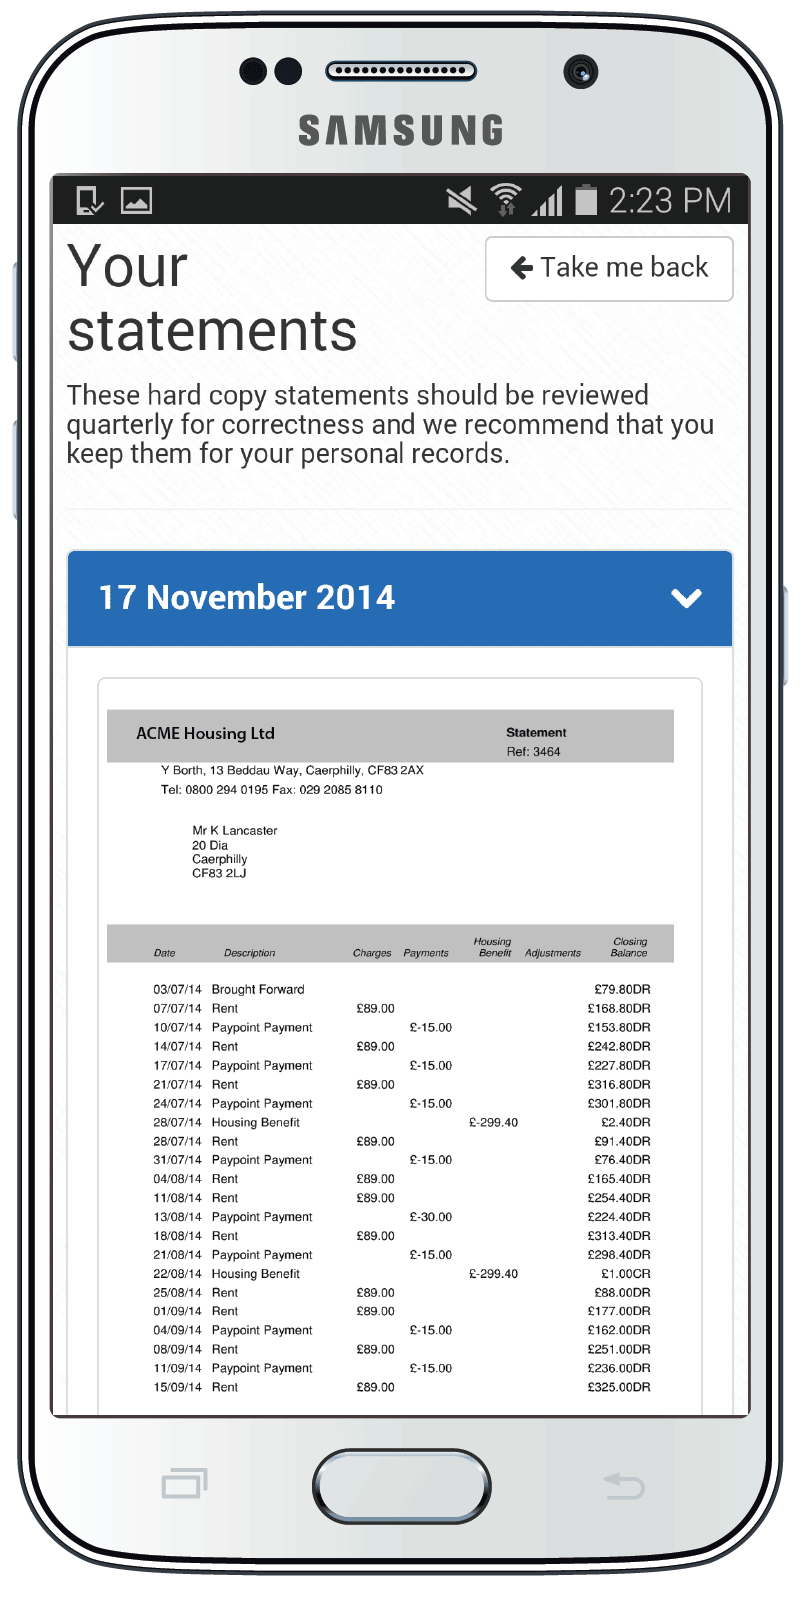 SAMSUNG
2:23 PM
Your
statements
Take me back
These hard copy statements should be reviewed
quarterly for correctness and we recommend that you
keep them for your personal records.
17 November 2014
ACME Housing Ltd
Statement
Ref: 3464
Y Borth, 13 Beddau Way, Caerphilly, CF83 2AX
Tel: 0800 294 0195 Fax: 029 2085 8110
Mr K Lancaster
20 Dia
Caerphilly
CF83 2LJ
Date Description Charges Payments Housing Benefit Adjustments Closing Balance
03/07/14 Brought Forward £79.80DR
07/07/14 Rent £89.00 £168.80DR
10/07/14 Paypoint Payment £-15.00 £153.80DR
14/07/14 Rent £89.00 £242.80DR
17/07/14 Paypoint Payment £-15.00 £227.80DR
21/07/14 Rent £89.00 £316.80DR
24/07/14 Paypoint Payment £-15.00 £301.80DR
28/07/14 Housing Benefit £-299.40 £2.40DR
28/07/14 Rent £89.00 £91.40DR
31/07/14 Paypoint Payment £-15.00 £76.40DR
04/08/14 Rent £89.00 £165.40DR
11/08/14 Rent £89.00 £254.40DR
13/08/14 Paypoint Payment £-30.00 £224.40DR
18/08/14 Rent £89.00 £313.40DR
21/08/14 Paypoint Payment £-15.00 £298.40DR
22/08/14 Housing Benefit £-299.40 £1.00CR
25/08/14 Rent £89.00 £88.00DR
01/09/14 Rent £89.00 £177.00DR
04/09/14 Paypoint Payment £-15.00 £162.00DR
08/09/14 Rent £89.00 £251.00DR
11/09/14 Paypoint Payment £-15.00 £236.00DR
15/09/14 Rent £89.00 £325.00DR